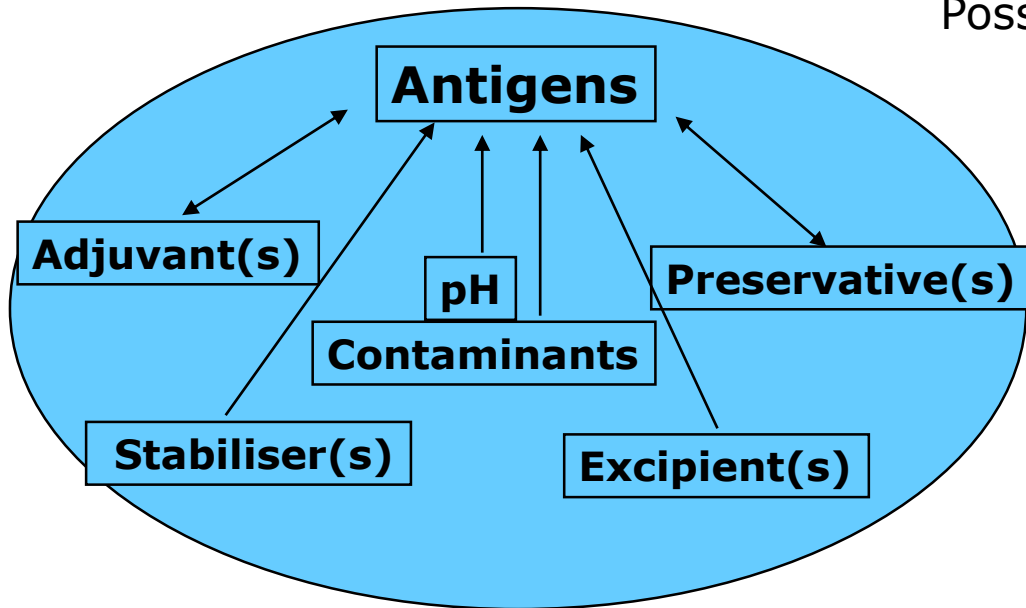 Poss
Antigens
Adjuvant(s)
pH
Preservative(s)
Contaminants
Stabiliser(s)
Excipient(s)